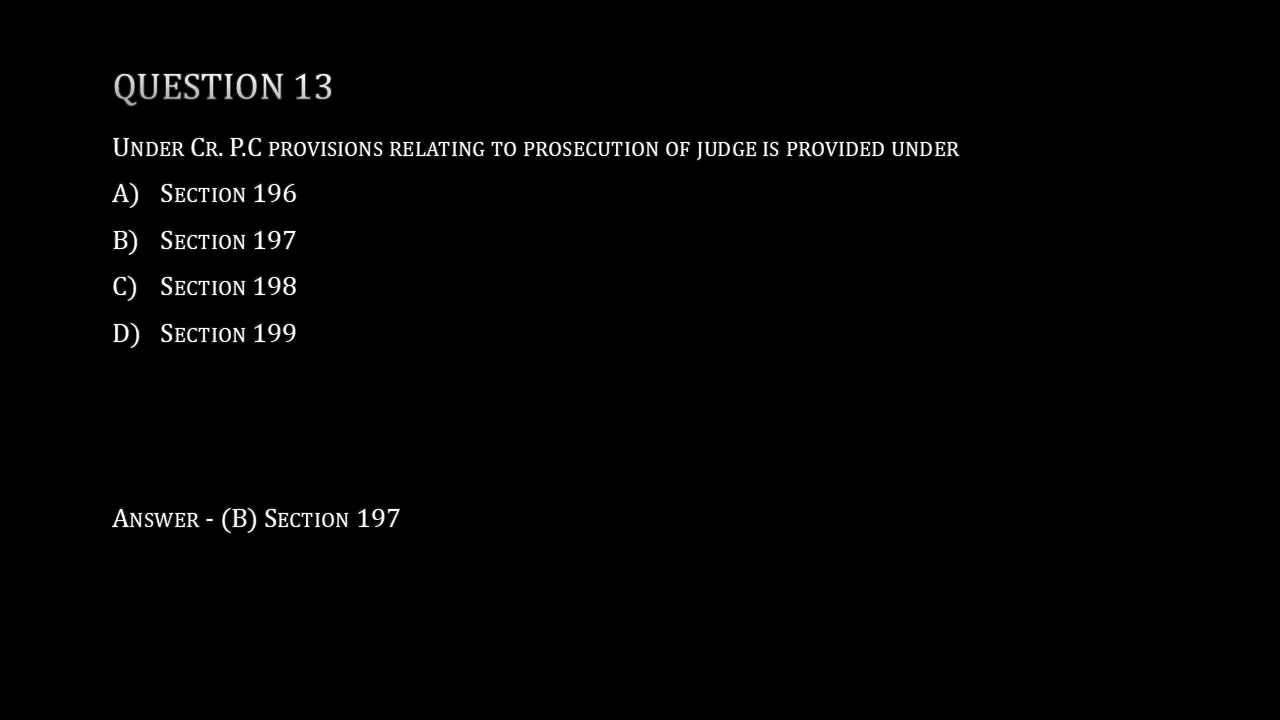 QUESTION 13
UNDER CR. P.C PROVISIONS RELATING TO PROSECUTION OF JUDGE IS PROVIDED UNDER
A) SECTION 196
B) SECTION 197
C) SECTION 198
D) SECTION 199
ANSWER - (B) SECTION 197